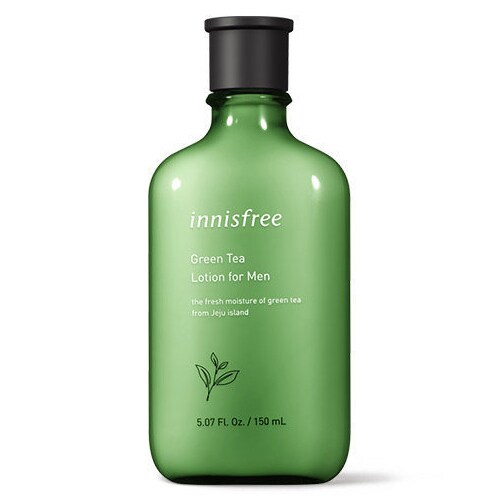 innisfree
Green Tea
Lotion for Men
the fresh moisture of green tea
from Jeju island
5.07 Fl. Oz. / 150 mL